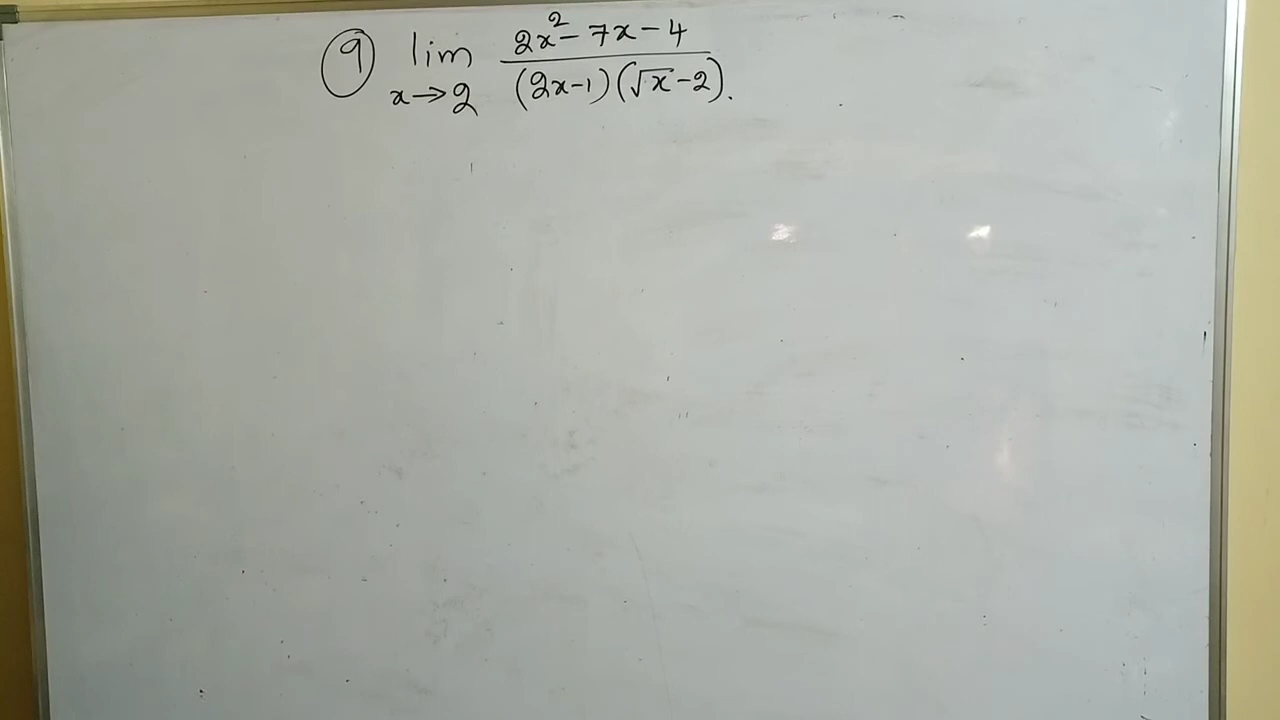 ⑨ lim x→2 (2x² - 7x - 4) / ((2x-1)(√x - 2)).